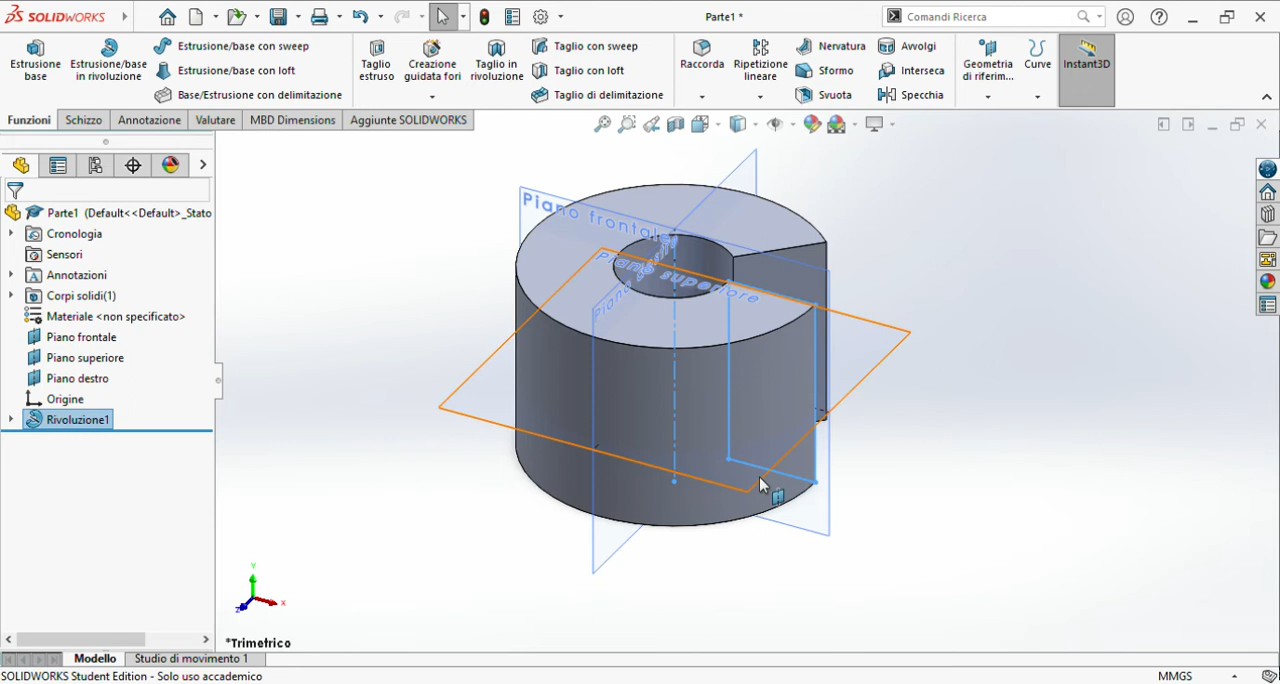 SOLIDWORKS
Parte1 *
Comandi Ricerca
Estrusione base
Estrusione/base in rivoluzione
Estrusione/base con sweep
Estrusione/base con loft
Base/Estrusione con delimitazione
Taglio estruso
Creazione guidata fori
Taglio in rivoluzione
Taglio con sweep
Taglio con loft
Taglio di delimitazione
Raccorda
Ripetizione lineare
Nervatura
Sformo
Svuota
Avvolgi
Interseca
Specchia
Geometria di riferim...
Curve
Instant3D
Funzioni
Schizzo
Annotazione
Valutare
MBD Dimensions
Aggiunte SOLIDWORKS
Parte1 (Default<<Default>_Stato
Cronologia
Sensori
Annotazioni
Corpi solidi(1)
Materiale <non specificato>
Piano frontale
Piano superiore
Piano destro
Origine
Rivoluzione1
Piano frontale
Piano superiore
Piano
Y
X
Z
*Trimetrico
Modello
Studio di movimento 1
SOLIDWORKS Student Edition - Solo uso accademico
MMGS